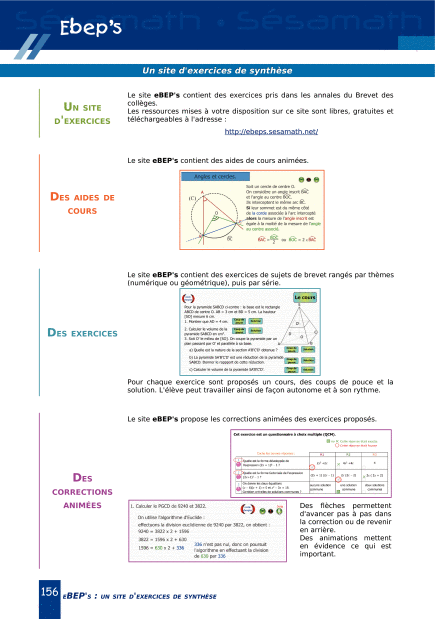 Sésamath : Sésamath
Ebep's
Un site d'exercices de synthèse
UN SITE
D'EXERCICES
Le site eBEP's contient des exercices pris dans les annales du Brevet des
collèges.
Les ressources mises à votre disposition sur ce site sont libres, gratuites et
téléchargeables à l'adresse :
http://ebeps.sesamath.net/
DES AIDES DE
COURS
Le site eBEP's contient des aides de cours animées.
Angles et cercles
Soit un cercle de centre O.
On considère un angle inscrit BAC
et l'angle au centre BOC.
Ils interceptent le même arc BC.
Si leur sommet est du même côté
de la corde associée à l'arc intercepté
alors la mesure de l'angle inscrit est
égale à la moitié de la mesure de l'angle
au centre associé.
DES EXERCICES
Le site eBEP's contient des exercices de sujets de brevet rangés par thèmes
(numérique ou géométrique), puis par série.
Le cours
Pour la pyramide SABCD ci-contre : la base est le rectangle
ABCD de centre O. AB = 3 cm et BD = 5 cm. La hauteur
[SO] mesure 6 cm.
1. Montrer que AD = 4 cm.
2. Calculer le volume de la
pyramide SABCD en cm³.
3. Soit O' le milieu de [SO]. On coupe la pyramide par un
plan passant par O' et parallèle à sa base.
a) Quelle est la nature de la section A'B'C'D' obtenue ?
b) La pyramide SA'B'C'D' est une réduction de la pyramide
SABCD. Donner le rapport de cette réduction.
c) Calculer le volume de la pyramide SA'B'C'D'.
Pour chaque exercice sont proposés un cours, des coups de pouce et la
solution. L'élève peut travailler ainsi de façon autonome et à son rythme.
DES
CORRECTIONS
ANIMÉES
Le site eBEP's propose les corrections animées des exercices proposés.
Cet exercice est un questionnaire à choix multiple (QCM).
1. Calculer le PGCD de 9240 et 3822.
On utilise l'algorithme d'Euclide :
effectuons la division euclidienne de 9240 par 3822, on obtient :
9240 = 3822 x 2 + 1596
3822 = 1596 x 2 + 630
1596 = 630 x 2 + 336
336 n'est pas nul, donc on poursuit
l'algorithme en effectuant la division
de 630 par 336
Des flèches permettent
d'avancer pas à pas dans
la correction ou de revenir
en arrière.
Des animations mettent
en évidence ce qui est
important.
156
EBEP'S : UN SITE D'EXERCICES DE SYNTHÈSE